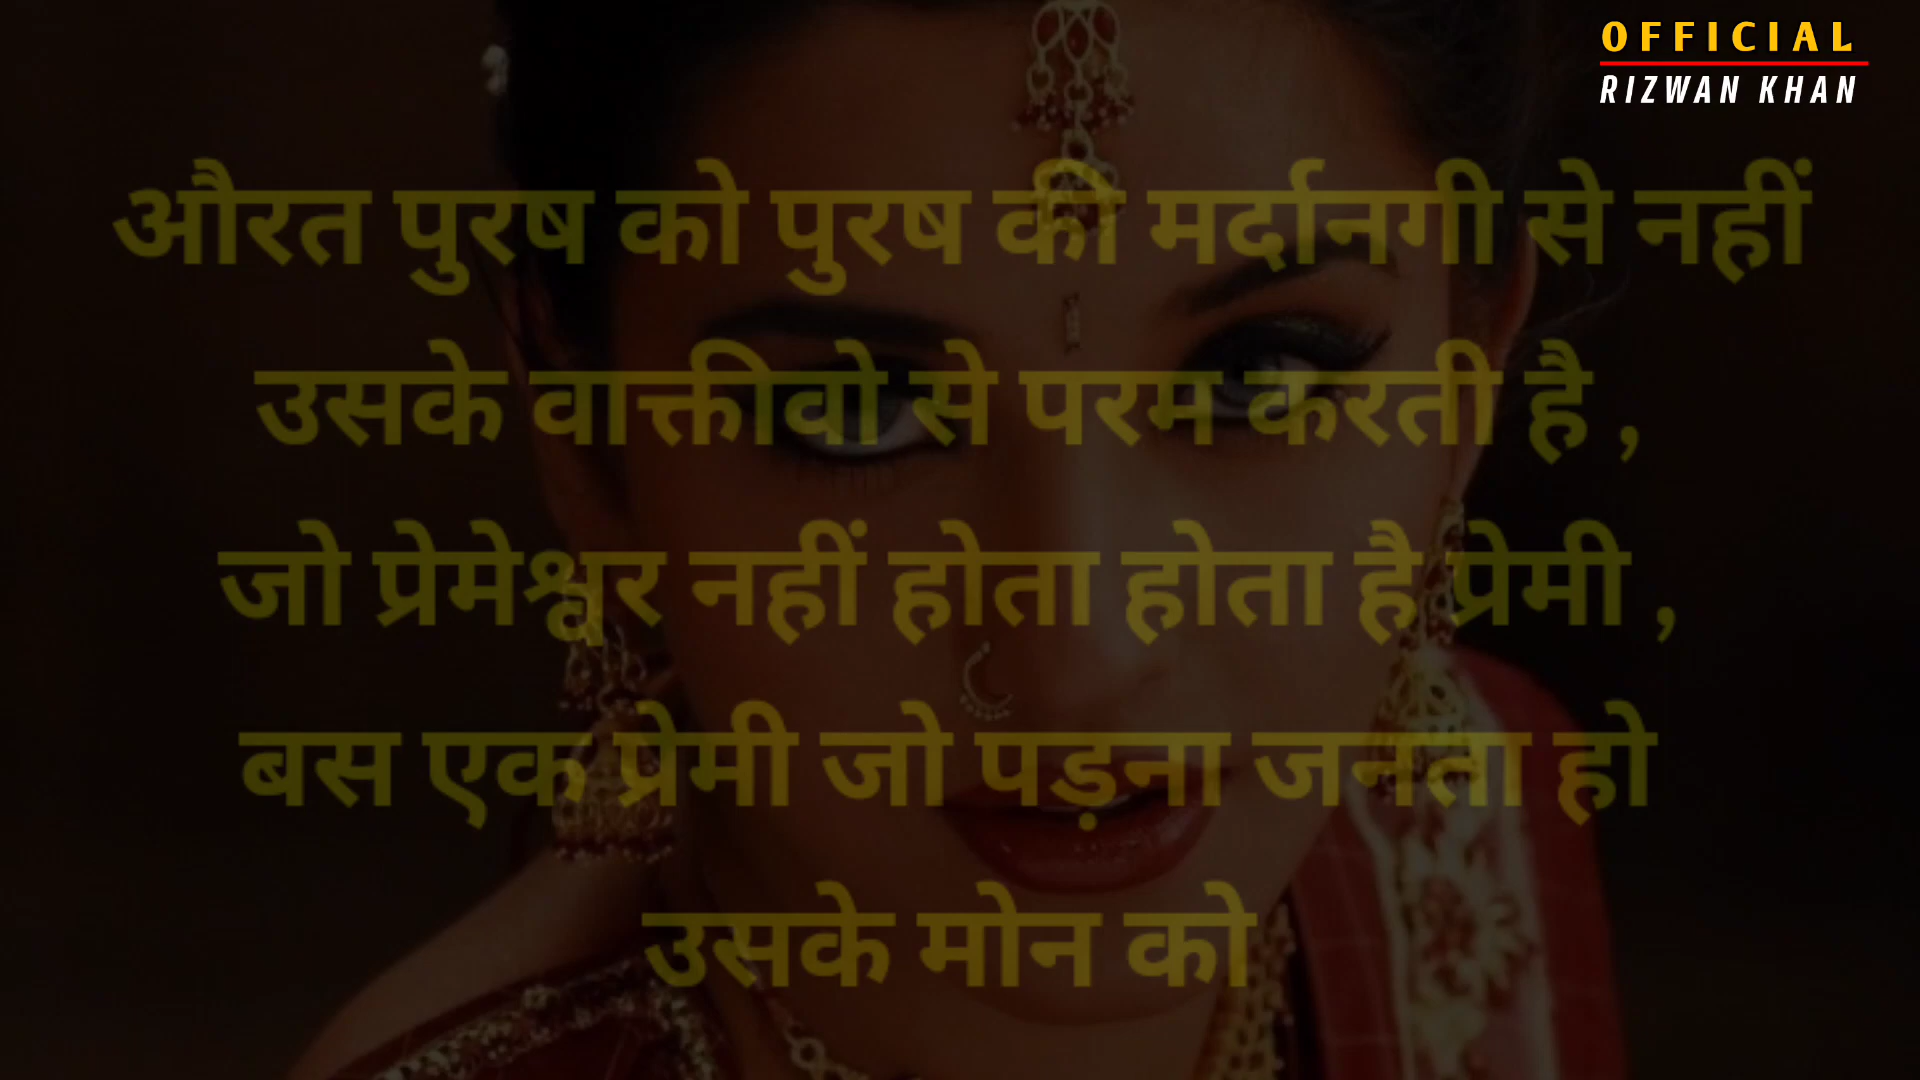 OFFICIAL
RIZWAN KHAN
औरत पुरष को पुरष की मर्दानगी से नहीं
उसके वाक्तीवो से परम करती है ,
जो प्रेमेश्वर नहीं होता होता है प्रेमी ,
बस एक प्रेमी जो पड़ना जनता हो
उसके मोन को